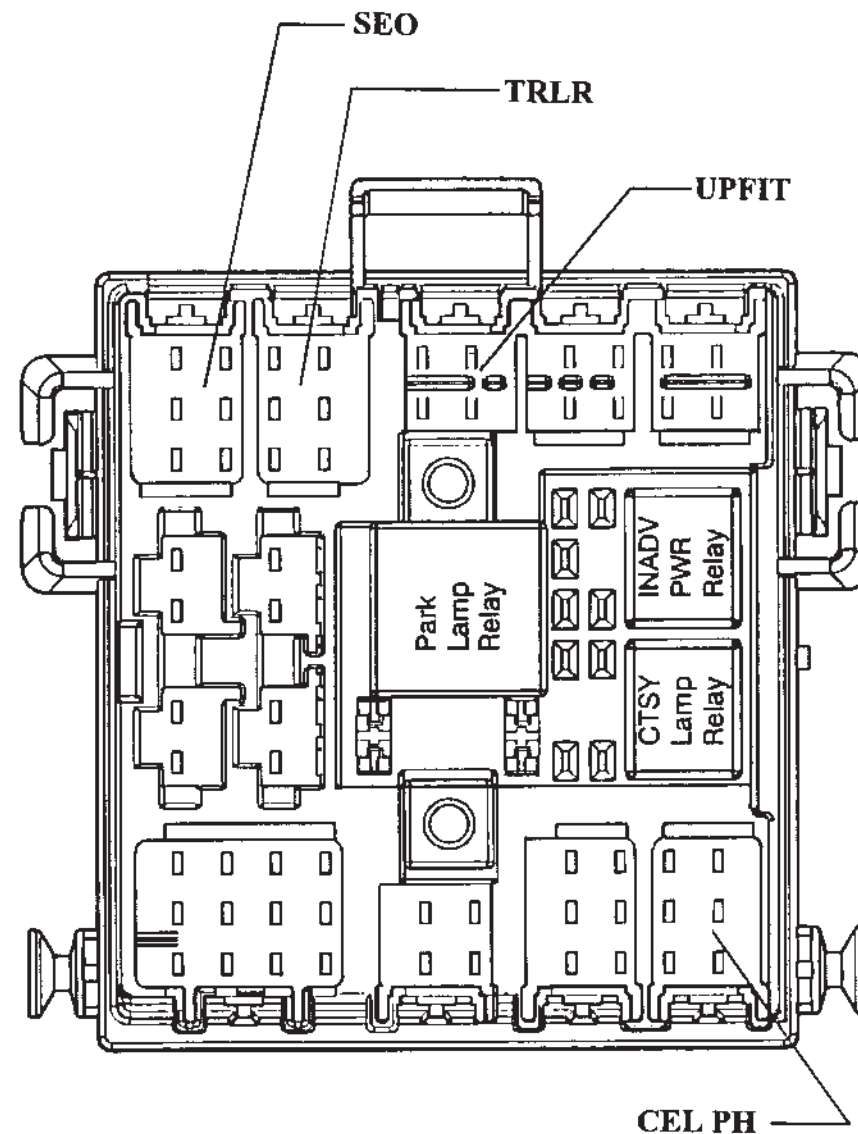 SEO
TRLR
UPFIT
Park
Lamp
Relay
INADV
PWR
Relay
CTSY
Lamp
Relay
CEL PH